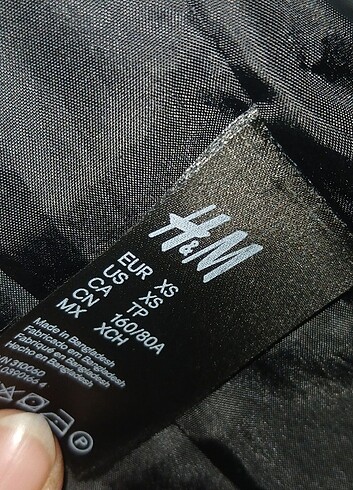 H&M
EUR XS
US XS
CA TP
CN 160/80A
MX XCH
Made in Bangladesh
Fabricado em Bangladesh
Fabriqué en Bangladesh
Hecho en Bangladesh